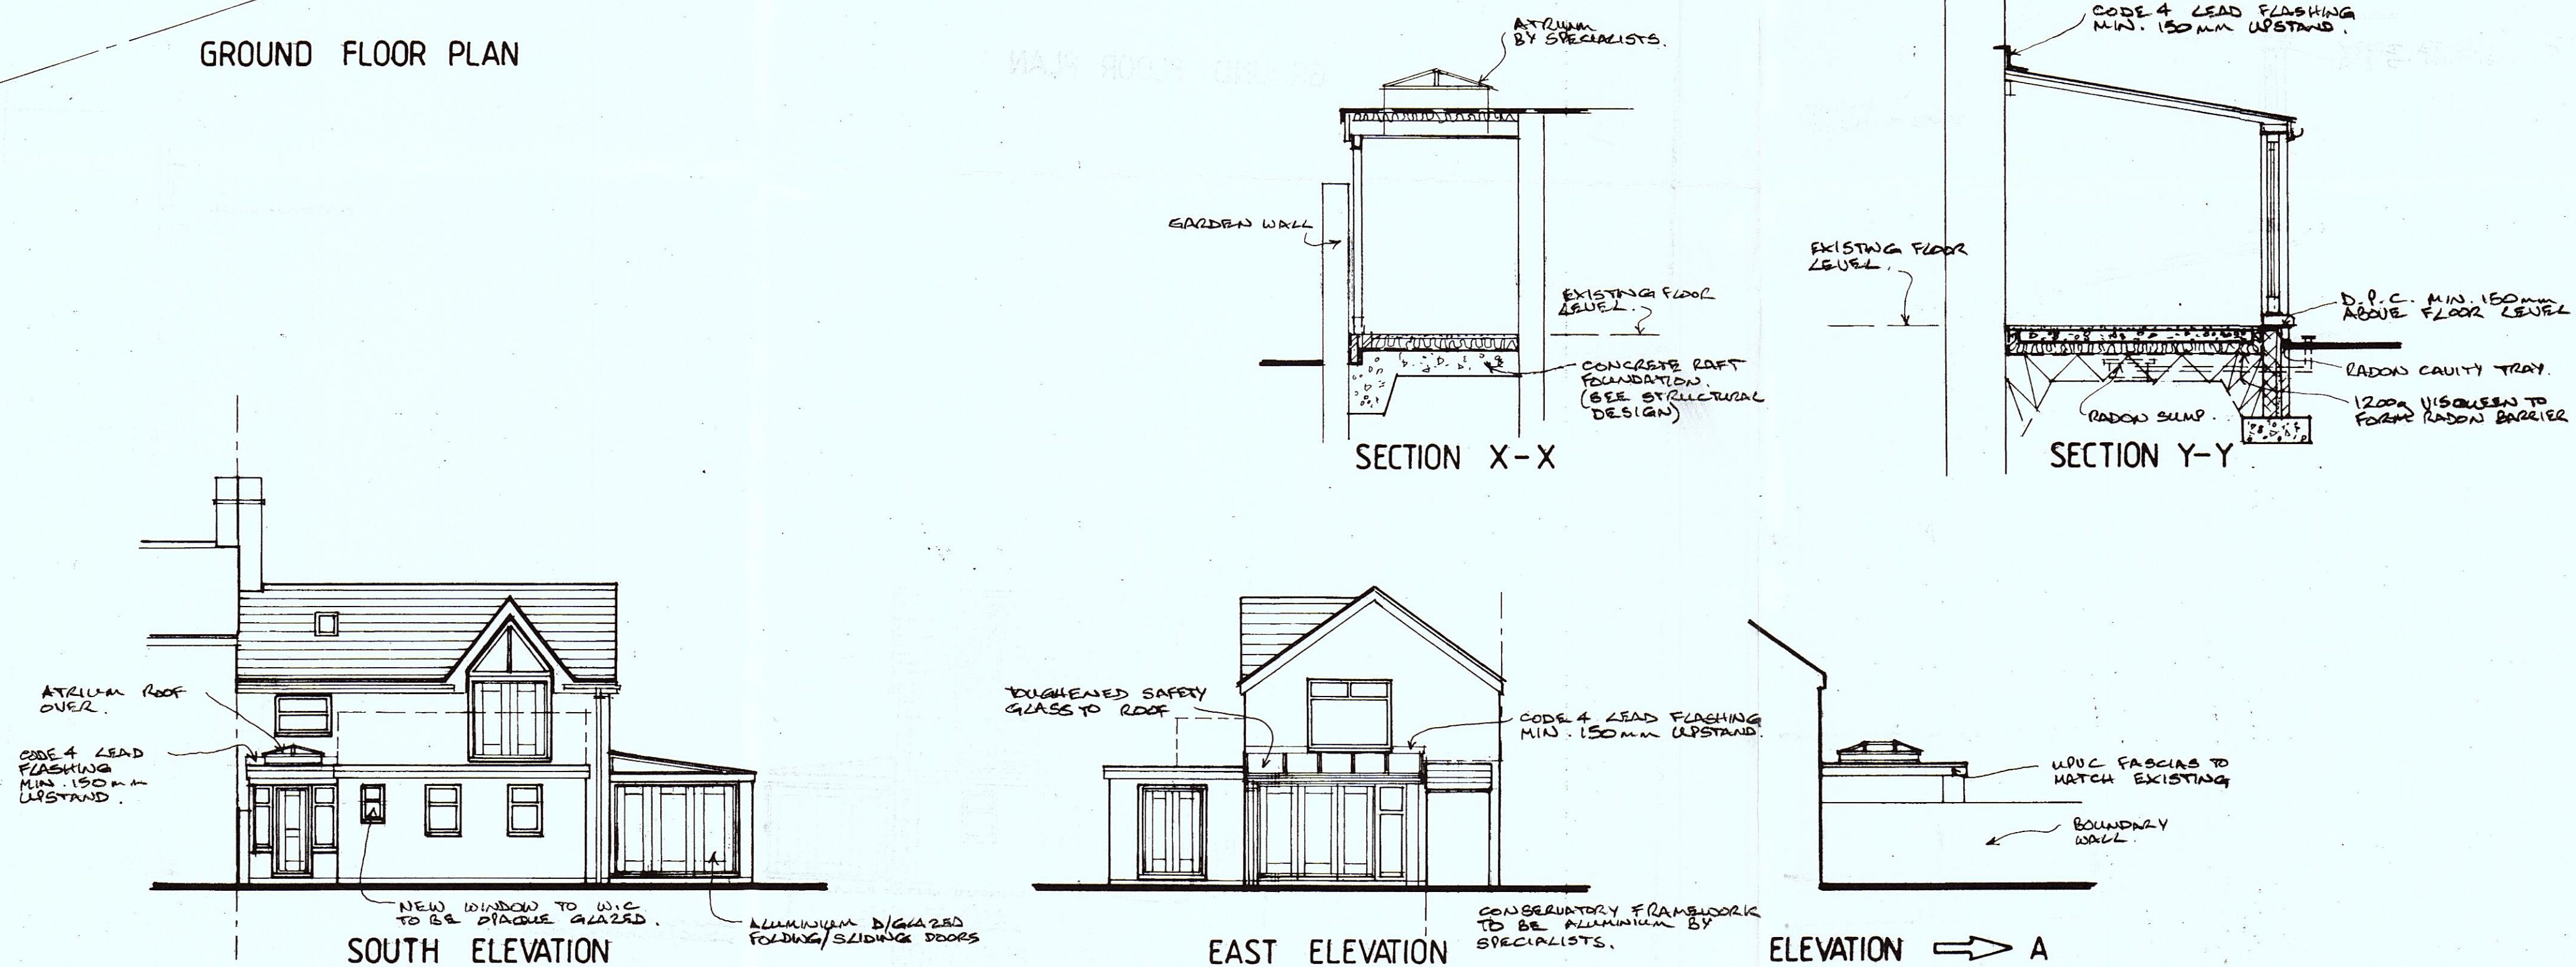 GROUND FLOOR PLAN
ATRIUM
BY SPECIALISTS.
GARDEN WALL
EXISTING FLOOR
LEVEL.
CONCRETE RAFT
FOUNDATION.
(SEE STRUCTURAL
DESIGN)
SECTION X-X
CODE 4 LEAD FLASHING
MIN. 150mm UPSTAND.
EXISTING FLOOR
LEVEL.
D.P.C. MIN. 150mm
ABOVE FLOOR LEVEL
RADON CAVITY TRAY.
1200g VISQUEEN TO
FORM RADON BARRIER
RADON SUMP.
SECTION Y-Y
ATRIUM ROOF
OVER.
CODE 4 LEAD
FLASHING
MIN. 150mm
UPSTAND.
NEW WINDOW TO W.C
TO BE OPAQUE GLAZED.
ALUMINIUM D/GLAZED
FOLDING/SLIDING DOORS
SOUTH ELEVATION
TOUGHENED SAFETY
GLASS TO ROOF
CODE 4 LEAD FLASHING
MIN. 150mm UPSTAND.
CONSERVATORY FRAMEWORK
TO BE ALUMINIUM BY
SPECIALISTS.
EAST ELEVATION
UPUC FASCIAS TO
MATCH EXISTING
BOUNDARY
WALL.
ELEVATION A